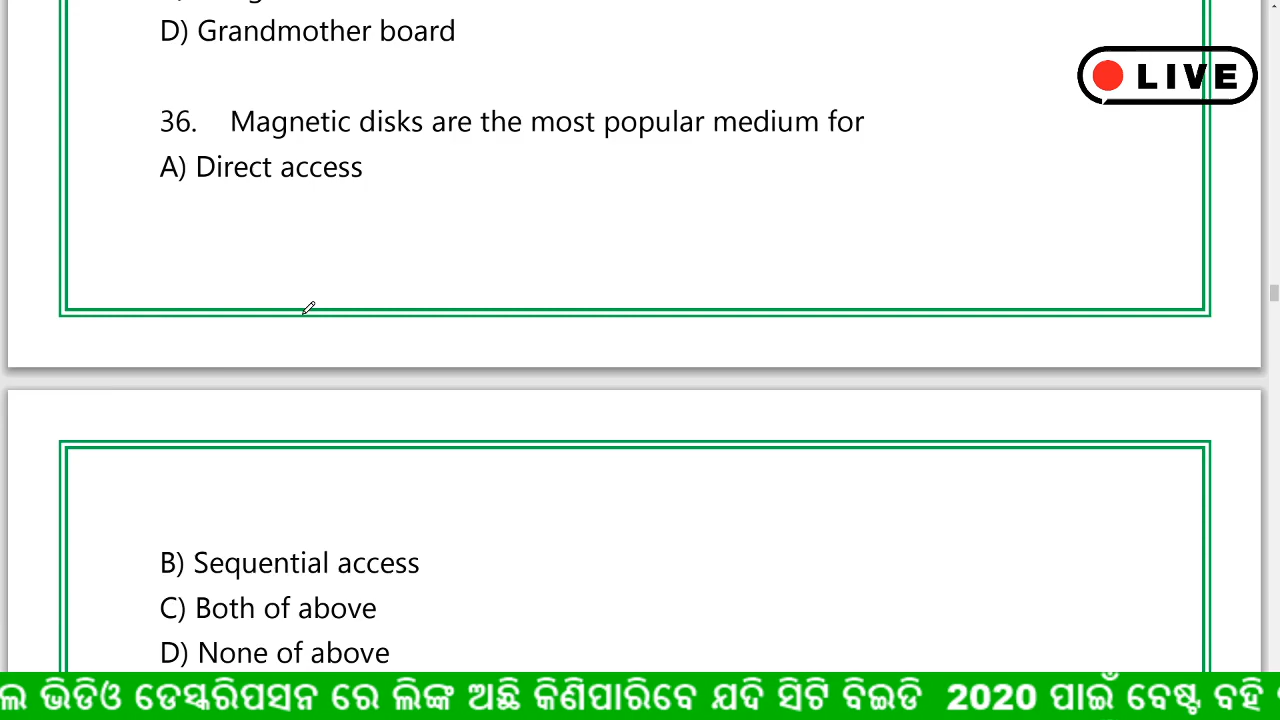 D) Grandmother board
LIVE
36. Magnetic disks are the most popular medium for
A) Direct access
B) Sequential access
C) Both of above
D) None of above
ଭିଡିଓ ଡେସ୍କରିପସନ ରେ ଲିଙ୍କ ଅଛି କିଣିପାରିବେ ଯଦି ସିଟି ବିଇଡି 2020 ପାଇଁ ବେଷ୍ଟ ବହି